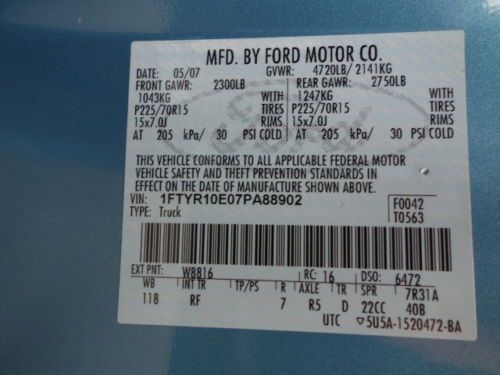 MFD. BY FORD MOTOR CO.
DATE: 05/07 GVWR: 4720LB/ 2141KG
FRONT GAWR: 2300LB REAR GAWR: 2750LB
1043KG WITH 1247KG WITH
P225/70R15 TIRES P225/70R15 TIRES
15x7.0J RIMS 15x7.0J RIMS
AT 205 kPa/ 30 PSI COLD AT 205 kPa/ 30 PSI COLD
THIS VEHICLE CONFORMS TO ALL APPLICABLE FEDERAL MOTOR
VEHICLE SAFETY AND THEFT PREVENTION STANDARDS IN
EFFECT ON THE DATE OF MANUFACTURE SHOWN ABOVE.
VIN: 1FTYR10E07PA88902 F0042
TYPE: Truck T0563
EXT PNT: W8816 RC: 16 DSO: 6472
WB INT TR TP/PS R AXLE TR SPR 7R31A
118 RF 7 R5 D 22CC 40B
UTC 5U5A-1520472-BA